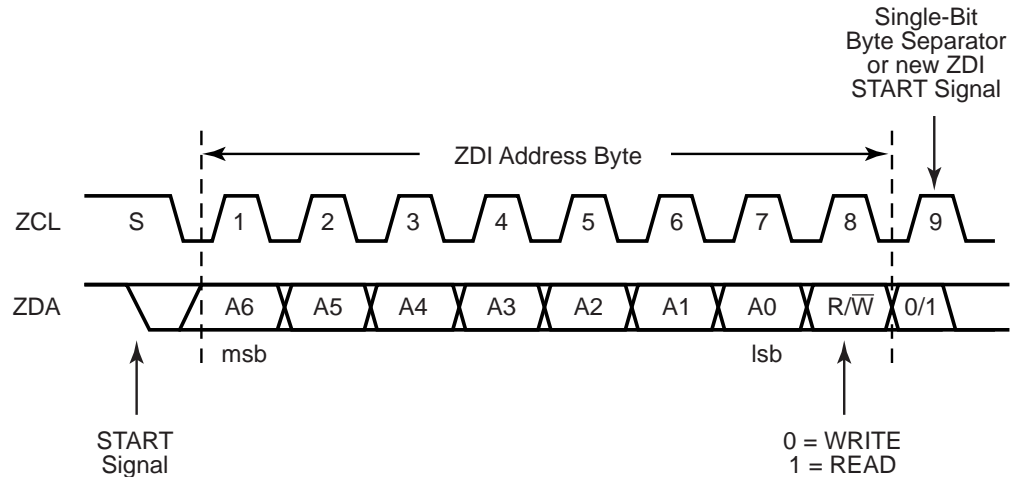 Single-Bit
Byte Separator
or new ZDI
START Signal
ZDI Address Byte
ZCL S 1 2 3 4 5 6 7 8 9
ZDA A6 A5 A4 A3 A2 A1 A0 R/W̅ 0/1
msb lsb
START
Signal
0 = WRITE
1 = READ